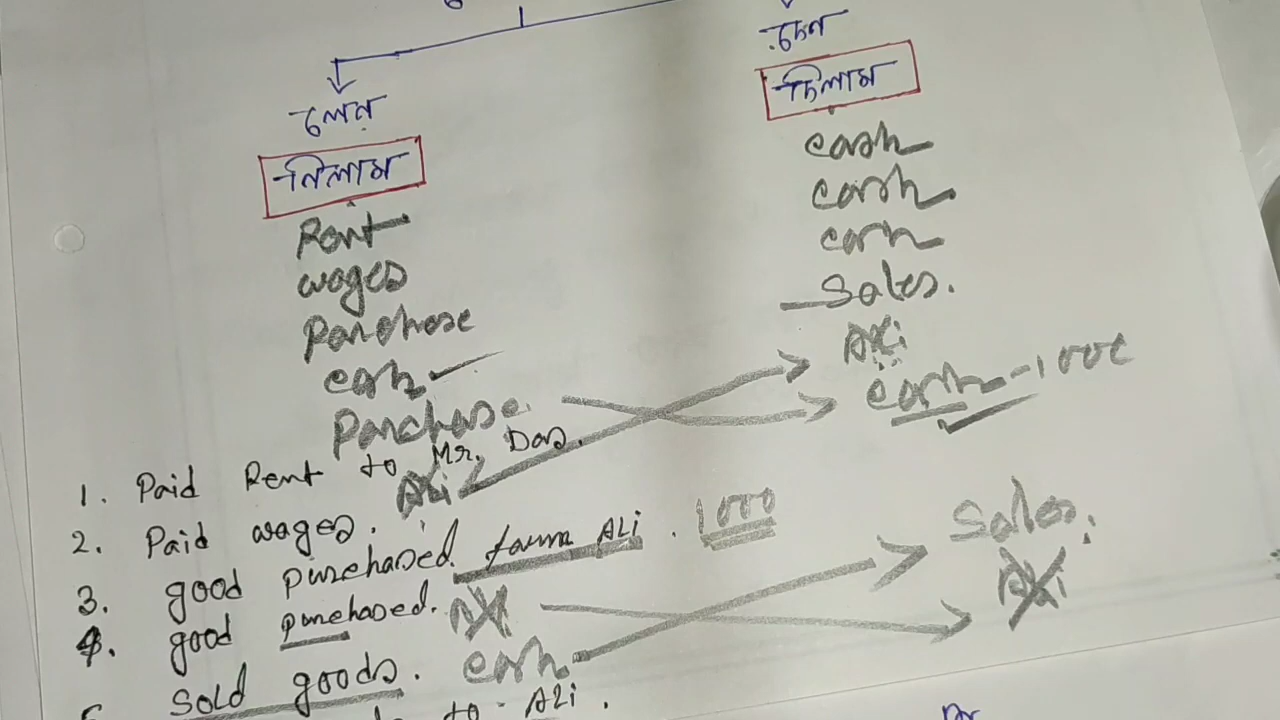 লেন
দেন
নিলাম
দিলাম
Rent
wages
Purchase
cash
Purchase.
cash
cash
cash
Sales.
Ali
cash - 1000
1. Paid Rent to Mr. Das.
Ali
2. Paid wages.
3. good purchased from ALi. 1000
4. good purchased.
Ali
5. Sold goods. cash
to ALi.
Sales.
Ali
Dr